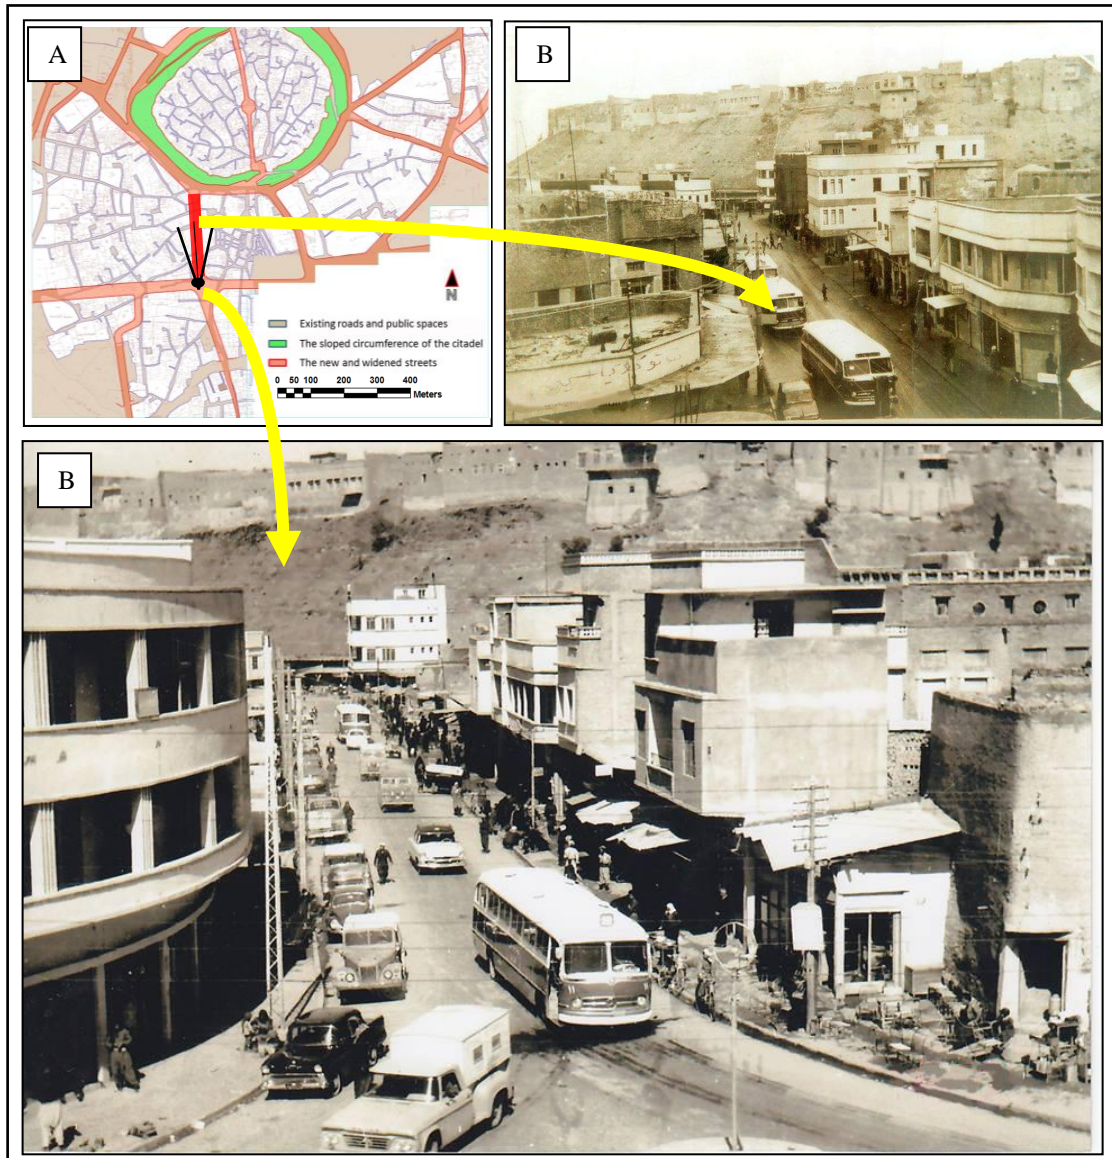 A
B
N
Existing roads and public spaces
The sloped circumference of the citadel
The new and widened streets
0 50 100 200 300 400
Meters
B
11